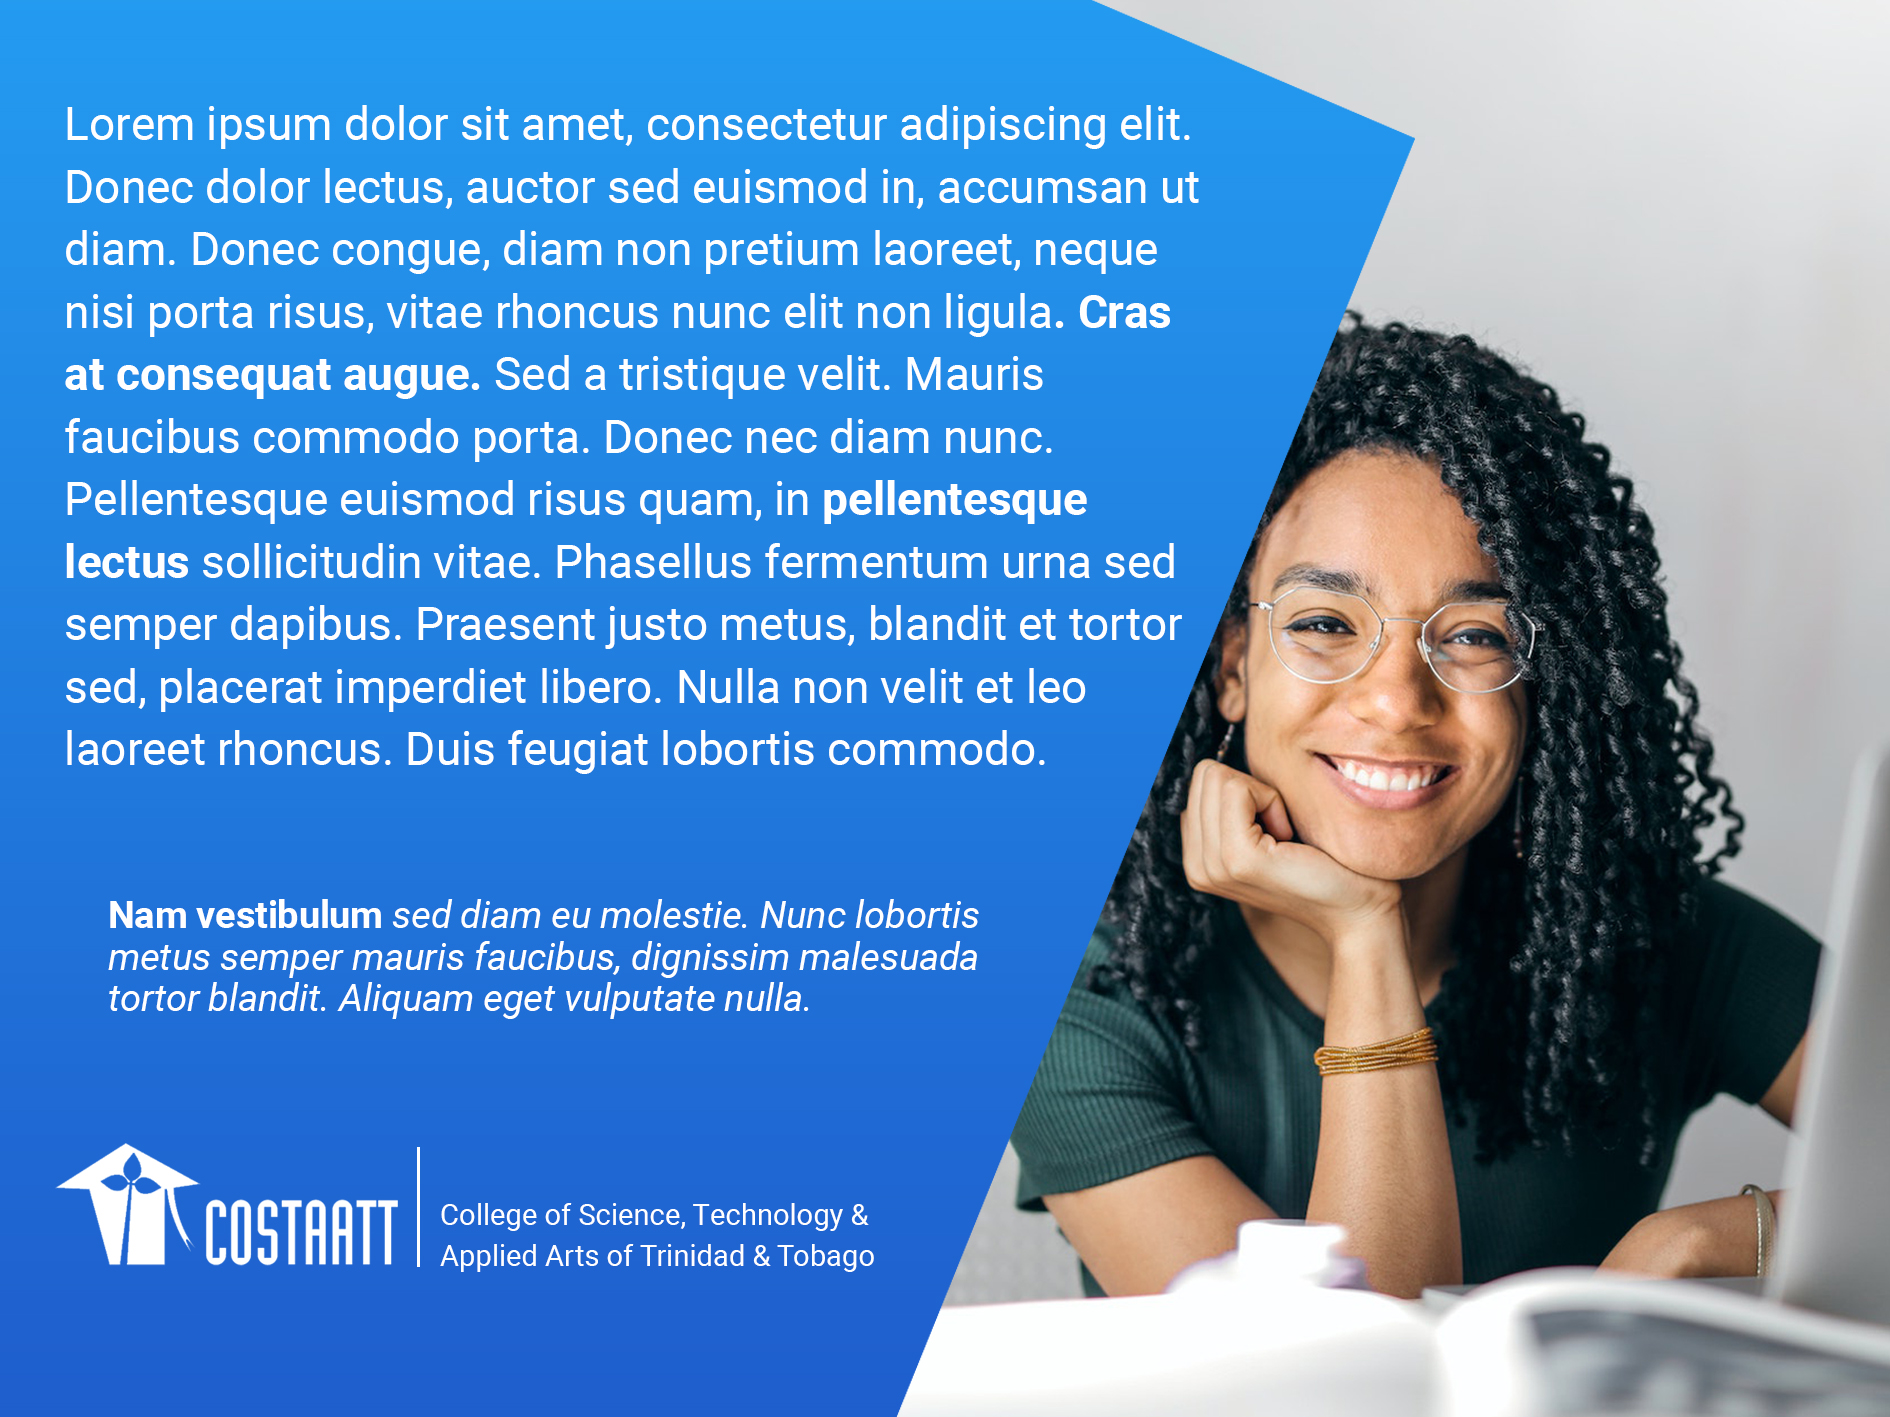 Lorem ipsum dolor sit amet, consectetur adipiscing elit.
Donec dolor lectus, auctor sed euismod in, accumsan ut
diam. Donec congue, diam non pretium laoreet, neque
nisi porta risus, vitae rhoncus nunc elit non ligula. Cras
at consequat augue. Sed a tristique velit. Mauris
faucibus commodo porta. Donec nec diam nunc.
Pellentesque euismod risus quam, in pellentesque
lectus sollicitudin vitae. Phasellus fermentum urna sed
semper dapibus. Praesent justo metus, blandit et tortor
sed, placerat imperdiet libero. Nulla non velit et leo
laoreet rhoncus. Duis feugiat lobortis commodo.
Nam vestibulum sed diam eu molestie. Nunc lobortis
metus semper mauris faucibus, dignissim malesuada
tortor blandit. Aliquam eget vulputate nulla.
COSTAATT
College of Science, Technology &
Applied Arts of Trinidad & Tobago